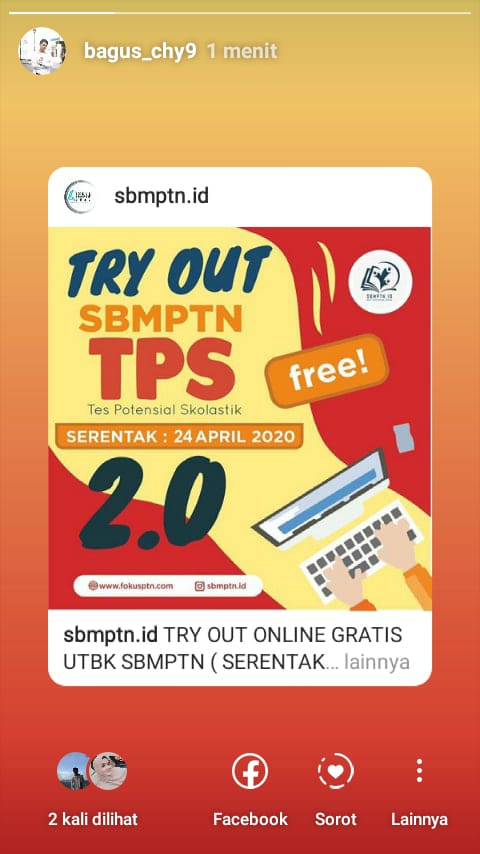 bagus_chy9 1 menit
sbmptn.id
TRY OUT
SBMPTN
TPS
Tes Potensial Skolastik
SERENTAK : 24 APRIL 2020
2.0
free!
SBMPTN.ID
www.fokusptn.com
sbmptn.id
sbmptn.id TRY OUT ONLINE GRATIS
UTBK SBMPTN ( SERENTAK... lainnya
2 kali dilihat
Facebook
Sorot
Lainnya